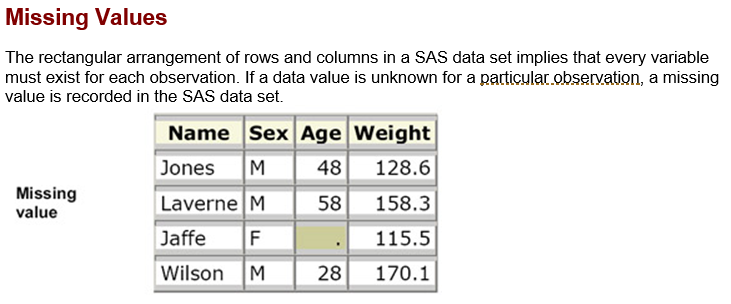 Missing Values
The rectangular arrangement of rows and columns in a SAS data set implies that every variable
must exist for each observation. If a data value is unknown for a particular observation, a missing
value is recorded in the SAS data set.
Name Sex Age Weight
Jones M 48 128.6
Missing
value
Laverne M 58 158.3
Jaffe F . 115.5
Wilson M 28 170.1